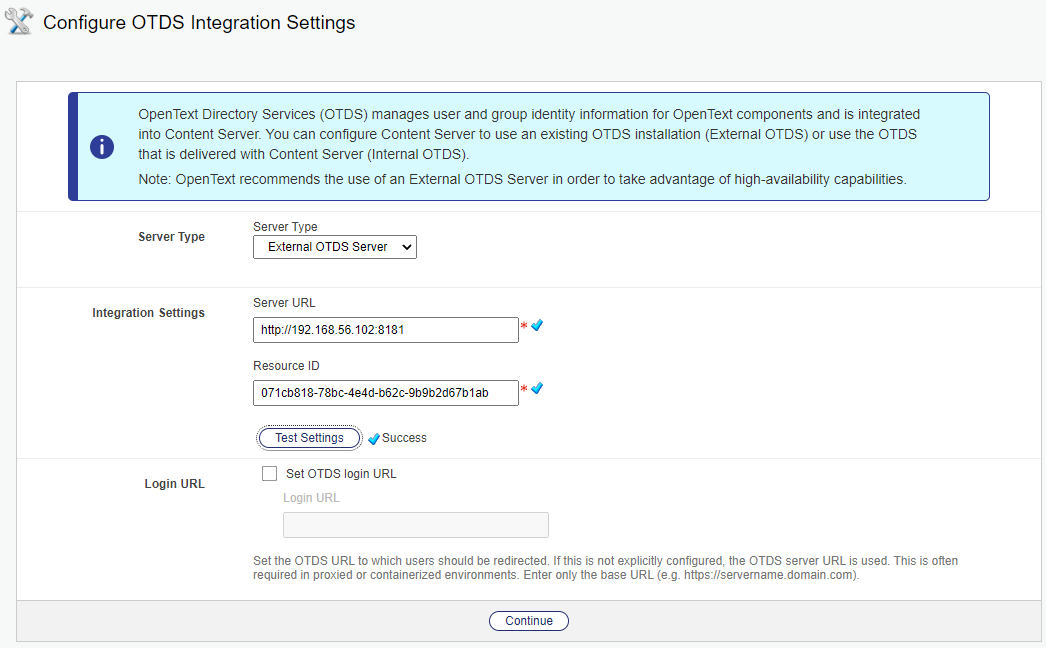 Configure OTDS Integration Settings
OpenText Directory Services (OTDS) manages user and group identity information for OpenText components and is integrated
into Content Server. You can configure Content Server to use an existing OTDS installation (External OTDS) or use the OTDS
that is delivered with Content Server (Internal OTDS).
Note: OpenText recommends the use of an External OTDS Server in order to take advantage of high-availability capabilities.
Server Type
Server Type
External OTDS Server
Integration Settings
Server URL
http://192.168.56.102:8181
*
Resource ID
071cb818-78bc-4e4d-b62c-9b9b2d67b1ab
*
Test Settings
Success
Login URL
Set OTDS login URL
Login URL
Set the OTDS URL to which users should be redirected. If this is not explicitly configured, the OTDS server URL is used. This is often
required in proxied or containerized environments. Enter only the base URL (e.g. https://servername.domain.com).
Continue